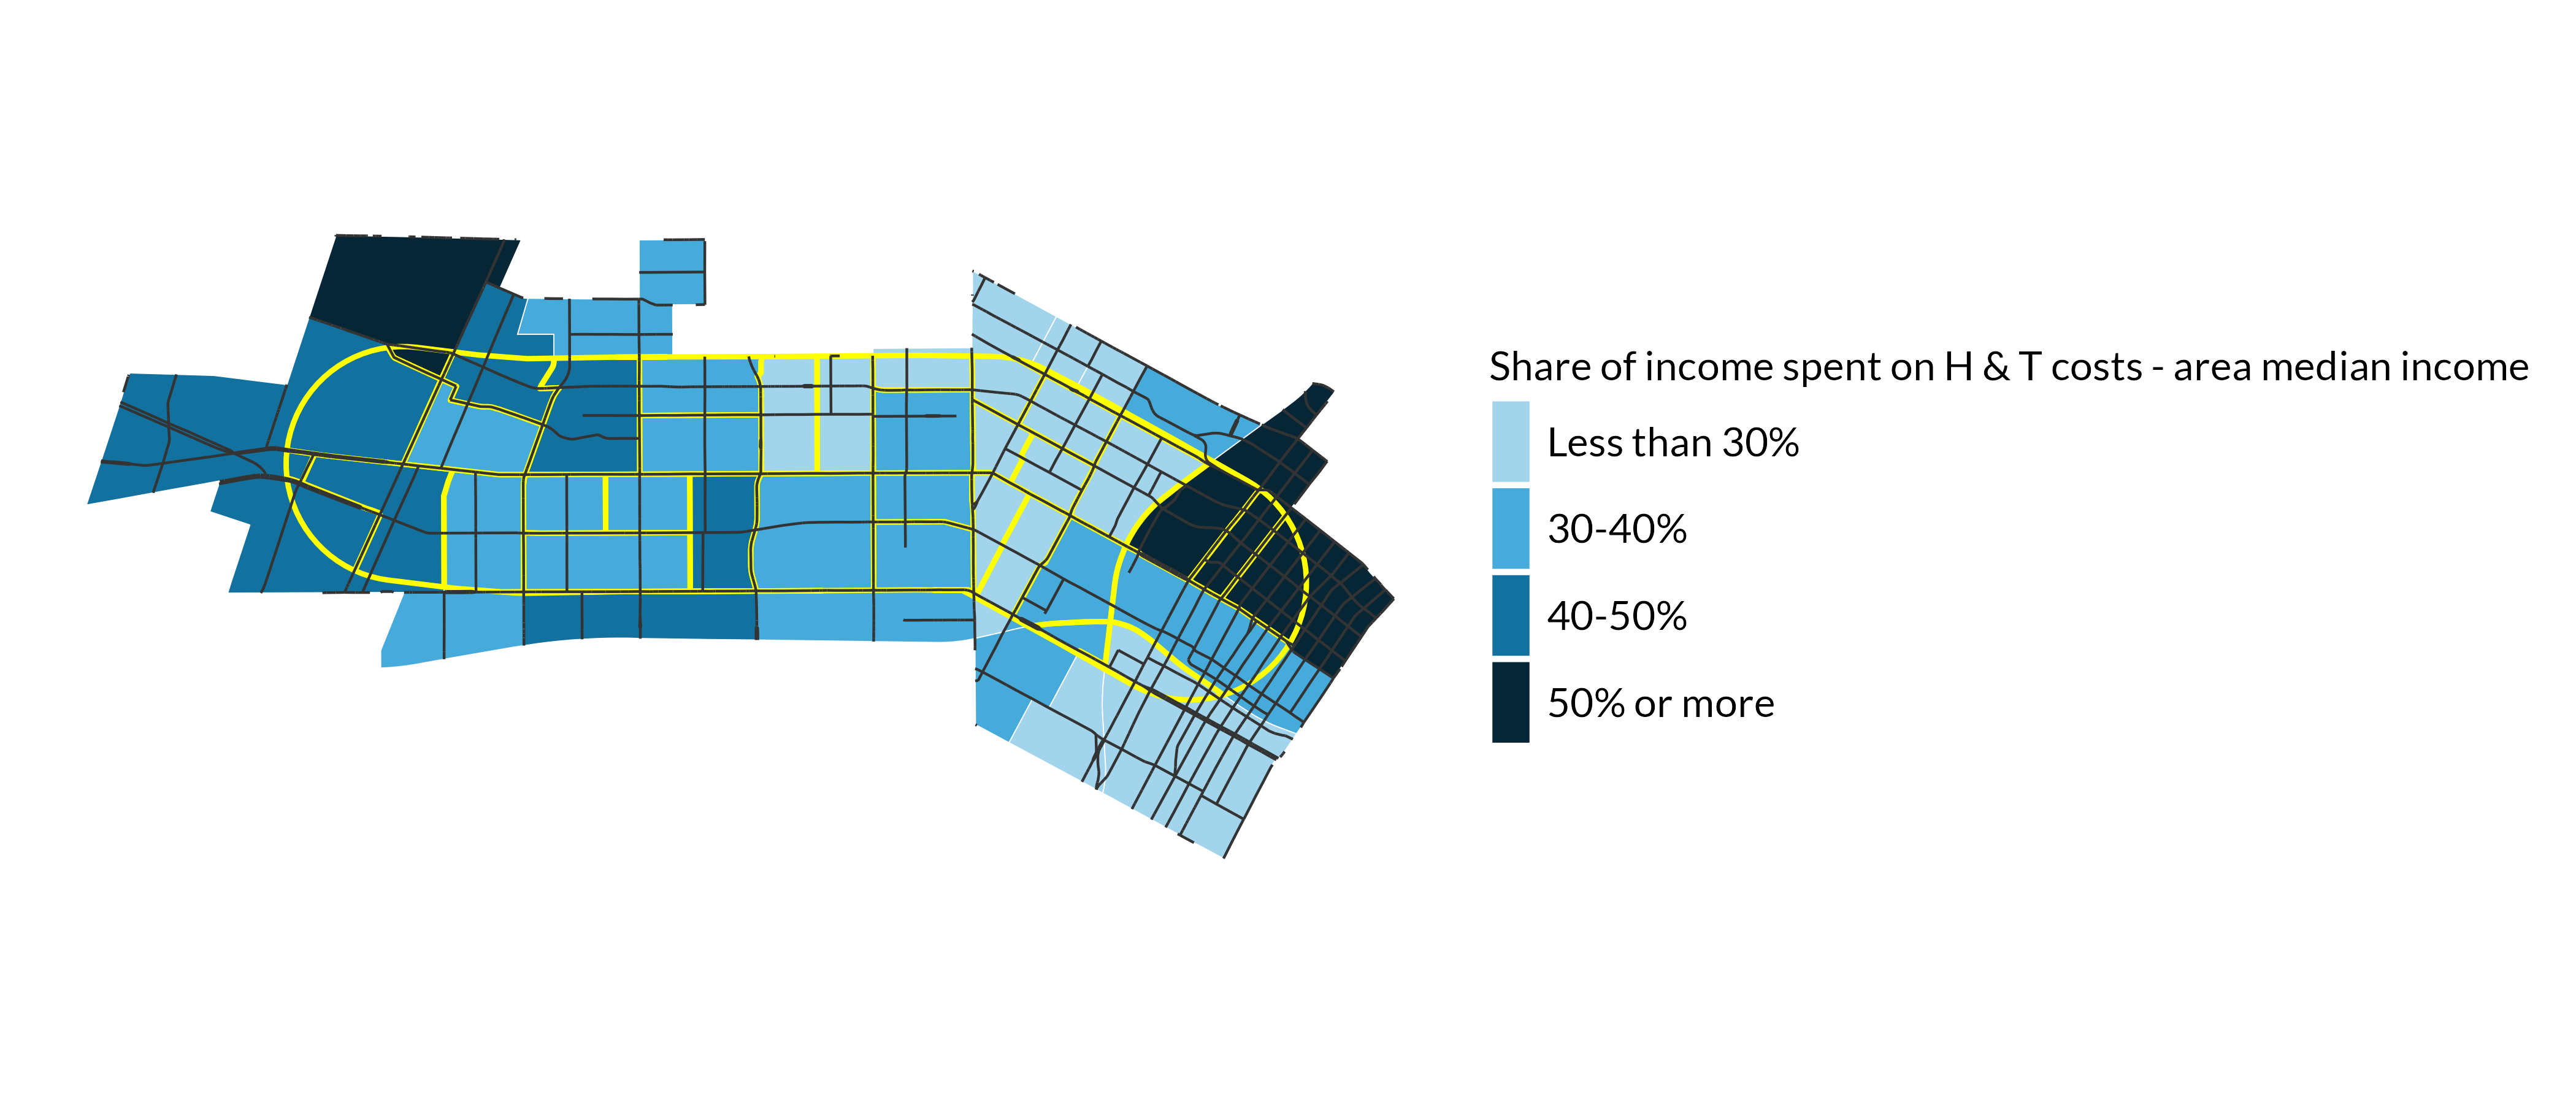 Share of income spent on H & T costs - area median income
Less than 30%
30-40%
40-50%
50% or more